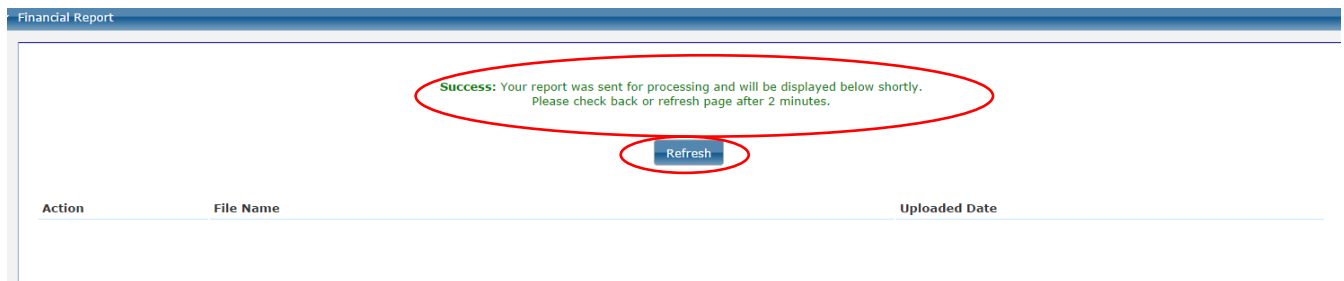 Financial Report
Success: Your report was sent for processing and will be displayed below shortly.
Please check back or refresh page after 2 minutes.
Refresh
Action File Name Uploaded Date